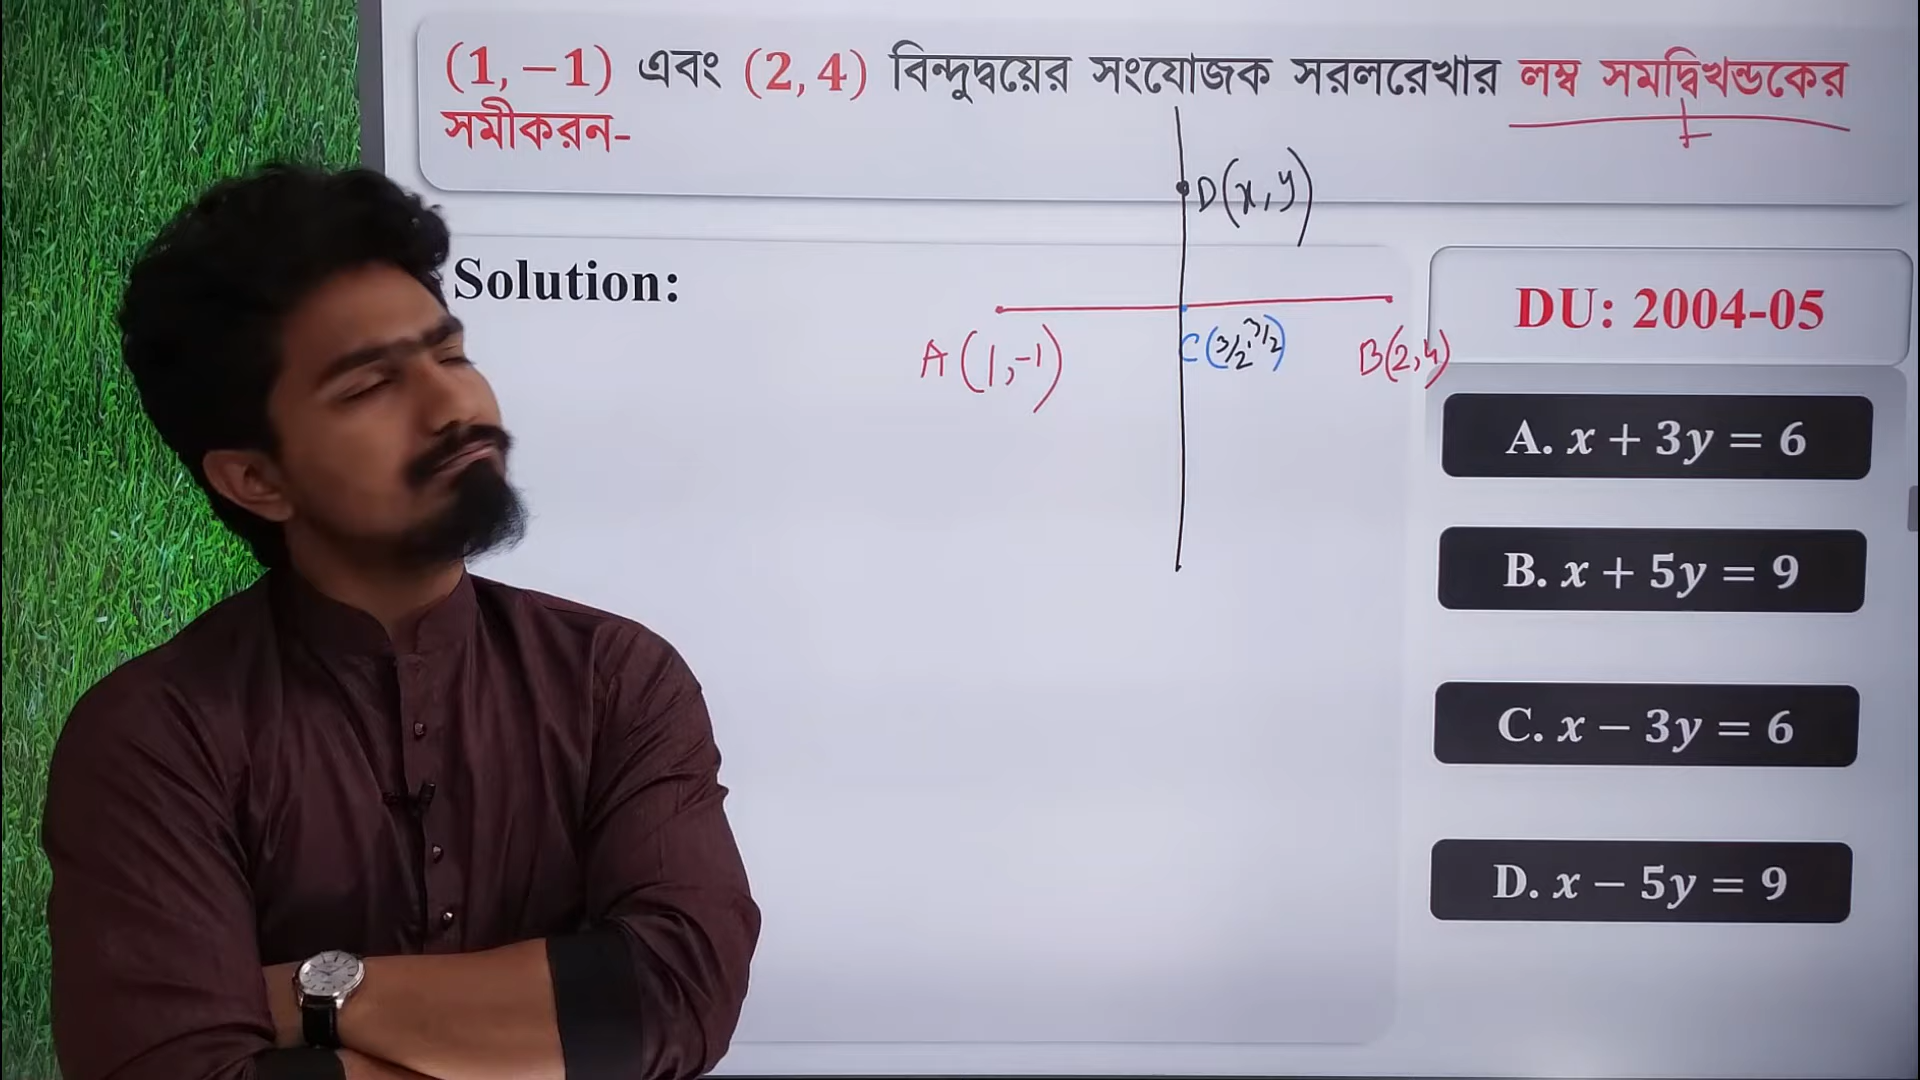 (1, −1) এবং (2, 4) বিন্দুদ্বয়ের সংযোজক সরলরেখার লম্ব সমদ্বিখন্ডকের
সমীকরন-
D(x, y)
Solution:
DU: 2004-05
A(1, -1)
C(3/2, 3/2)
B(2, 4)
A. x + 3y = 6
B. x + 5y = 9
C. x − 3y = 6
D. x − 5y = 9